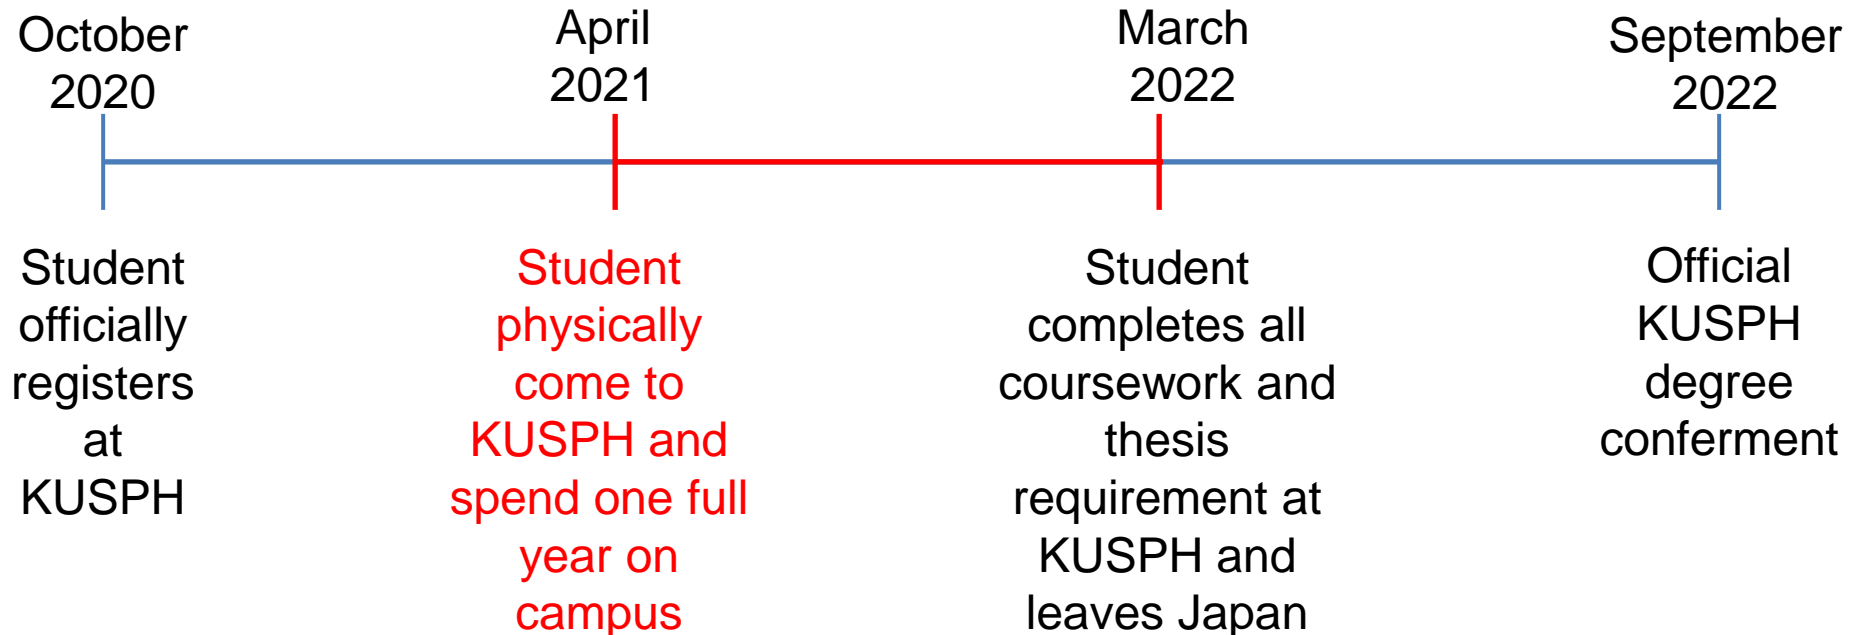 October
2020
April
2021
March
2022
September
2022
Student
officially
registers
at
KUSPH
Student
physically
come to
KUSPH and
spend one full
year on
campus
Student
completes all
coursework and
thesis
requirement at
KUSPH and
leaves Japan
Official
KUSPH
degree
conferment